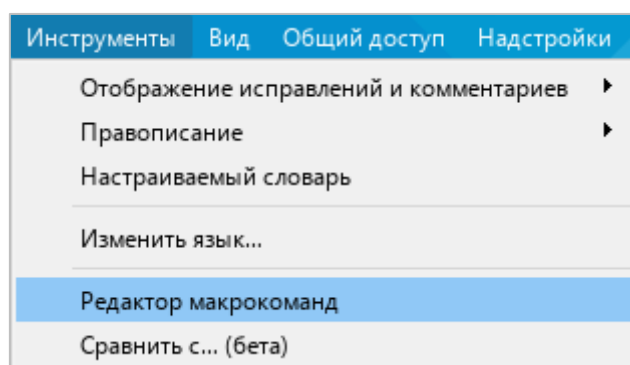 Инструменты Вид Общий доступ Надстройки
Отображение исправлений и комментариев
Правописание
Настраиваемый словарь
Изменить язык...
Редактор макрокоманд
Сравнить с... (бета)